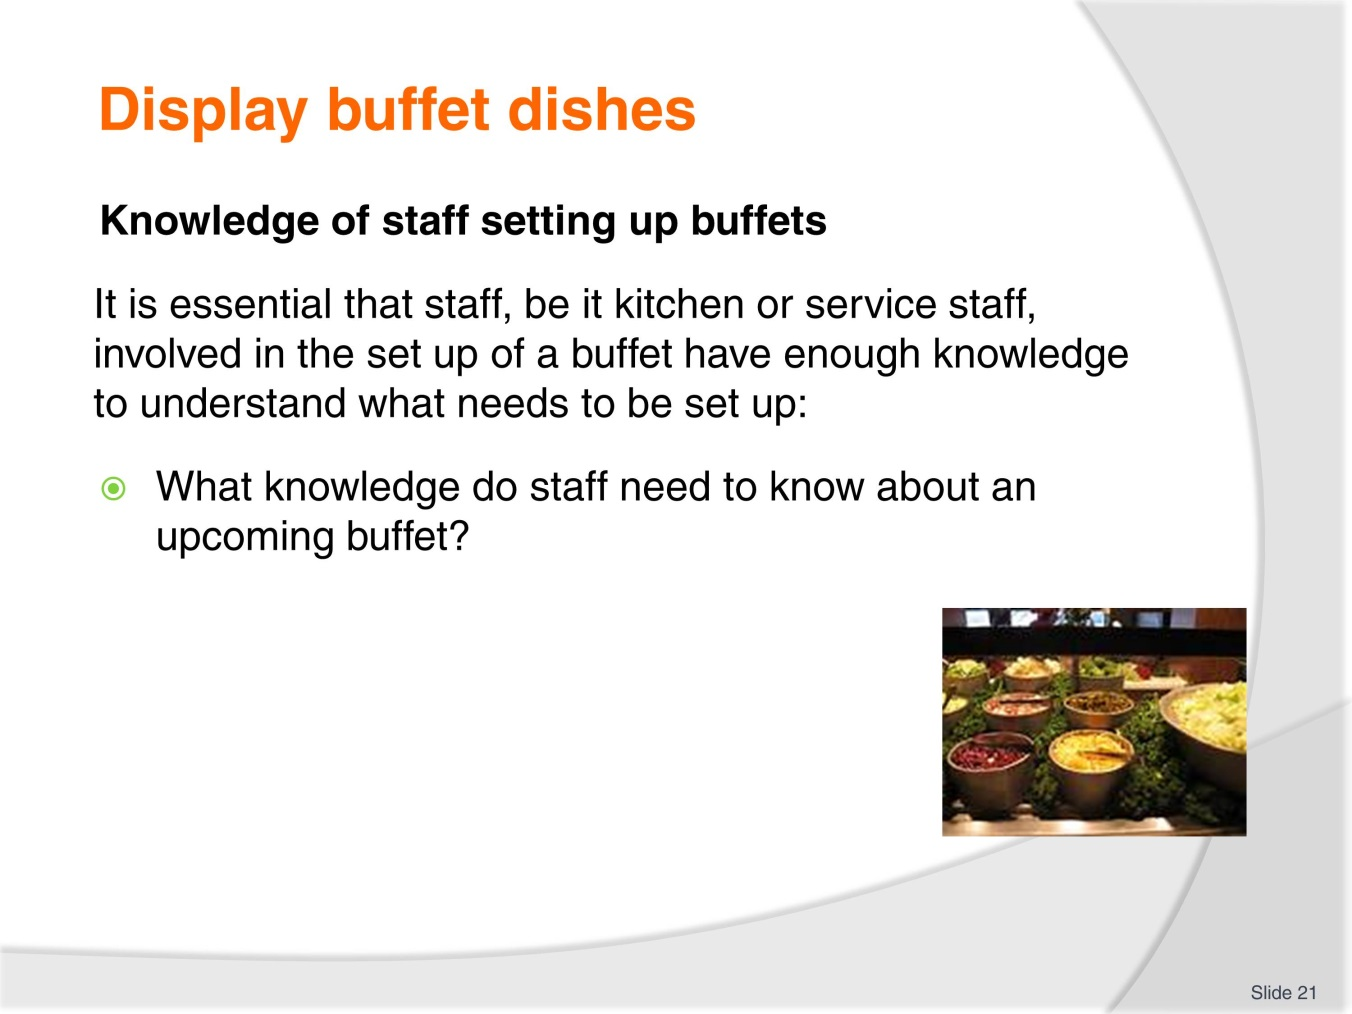 Display buffet dishes
Knowledge of staff setting up buffets
It is essential that staff, be it kitchen or service staff,
involved in the set up of a buffet have enough knowledge
to understand what needs to be set up:
What knowledge do staff need to know about an
upcoming buffet?
Slide 21